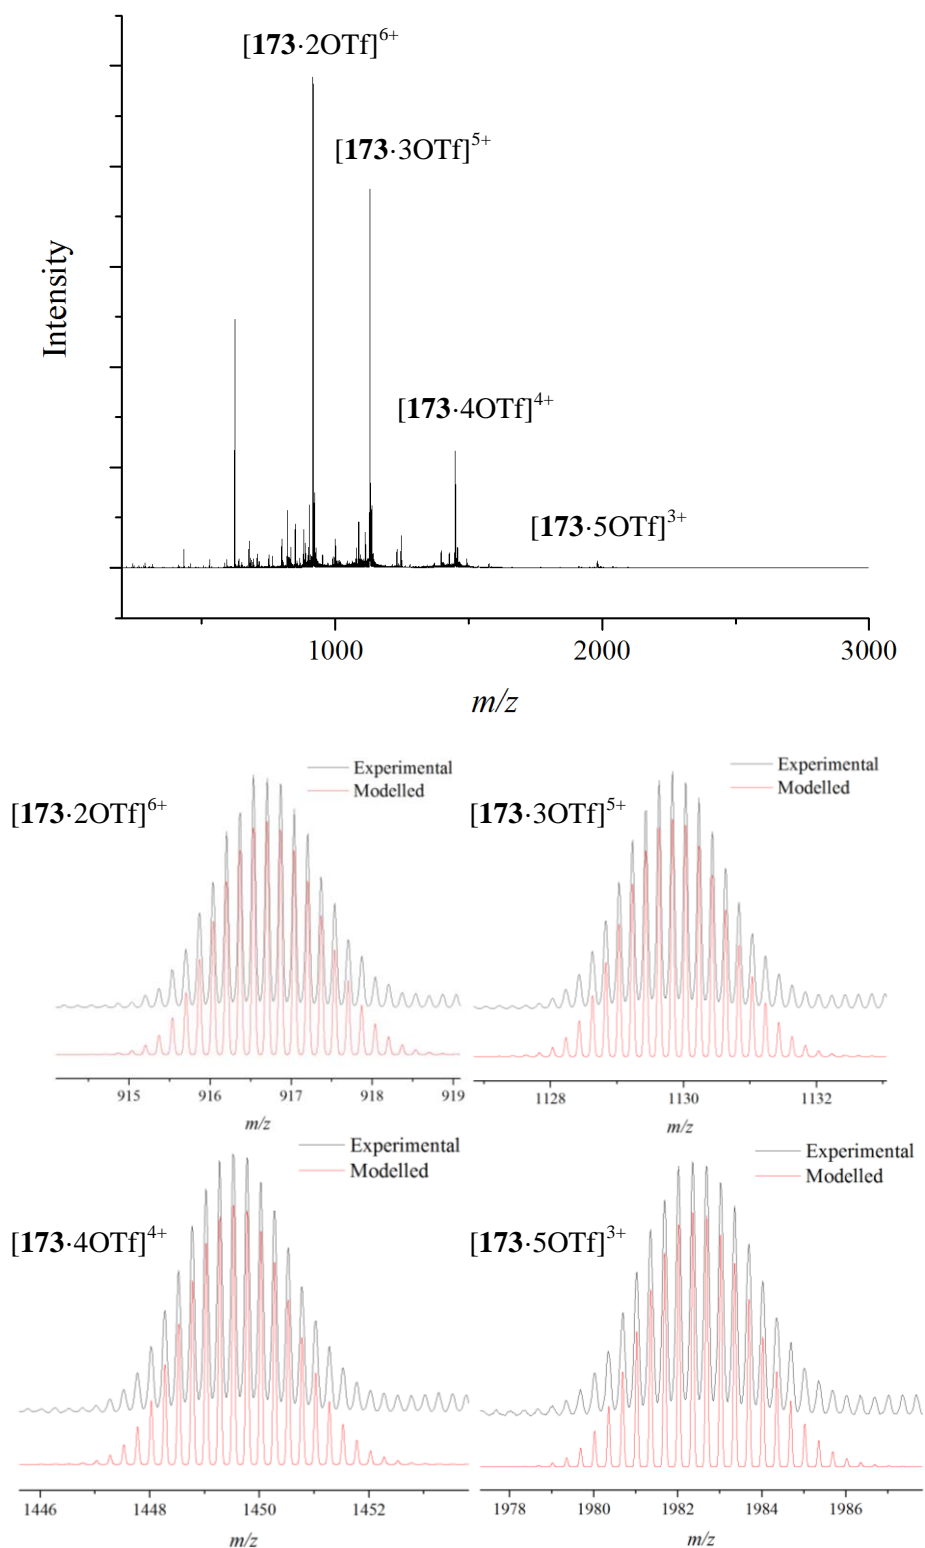 [173·2OTf]6+
[173·3OTf]5+
Intensity
[173·4OTf]4+
[173·5OTf]3+
1000 2000 3000
m/z
Experimental
Modelled
[173·2OTf]6+
915 916 917 918 919
m/z
Experimental
Modelled
[173·3OTf]5+
1128 1130 1132
m/z
Experimental
Modelled
[173·4OTf]4+
1446 1448 1450 1452
m/z
Experimental
Modelled
[173·5OTf]3+
1978 1980 1982 1984 1986
m/z